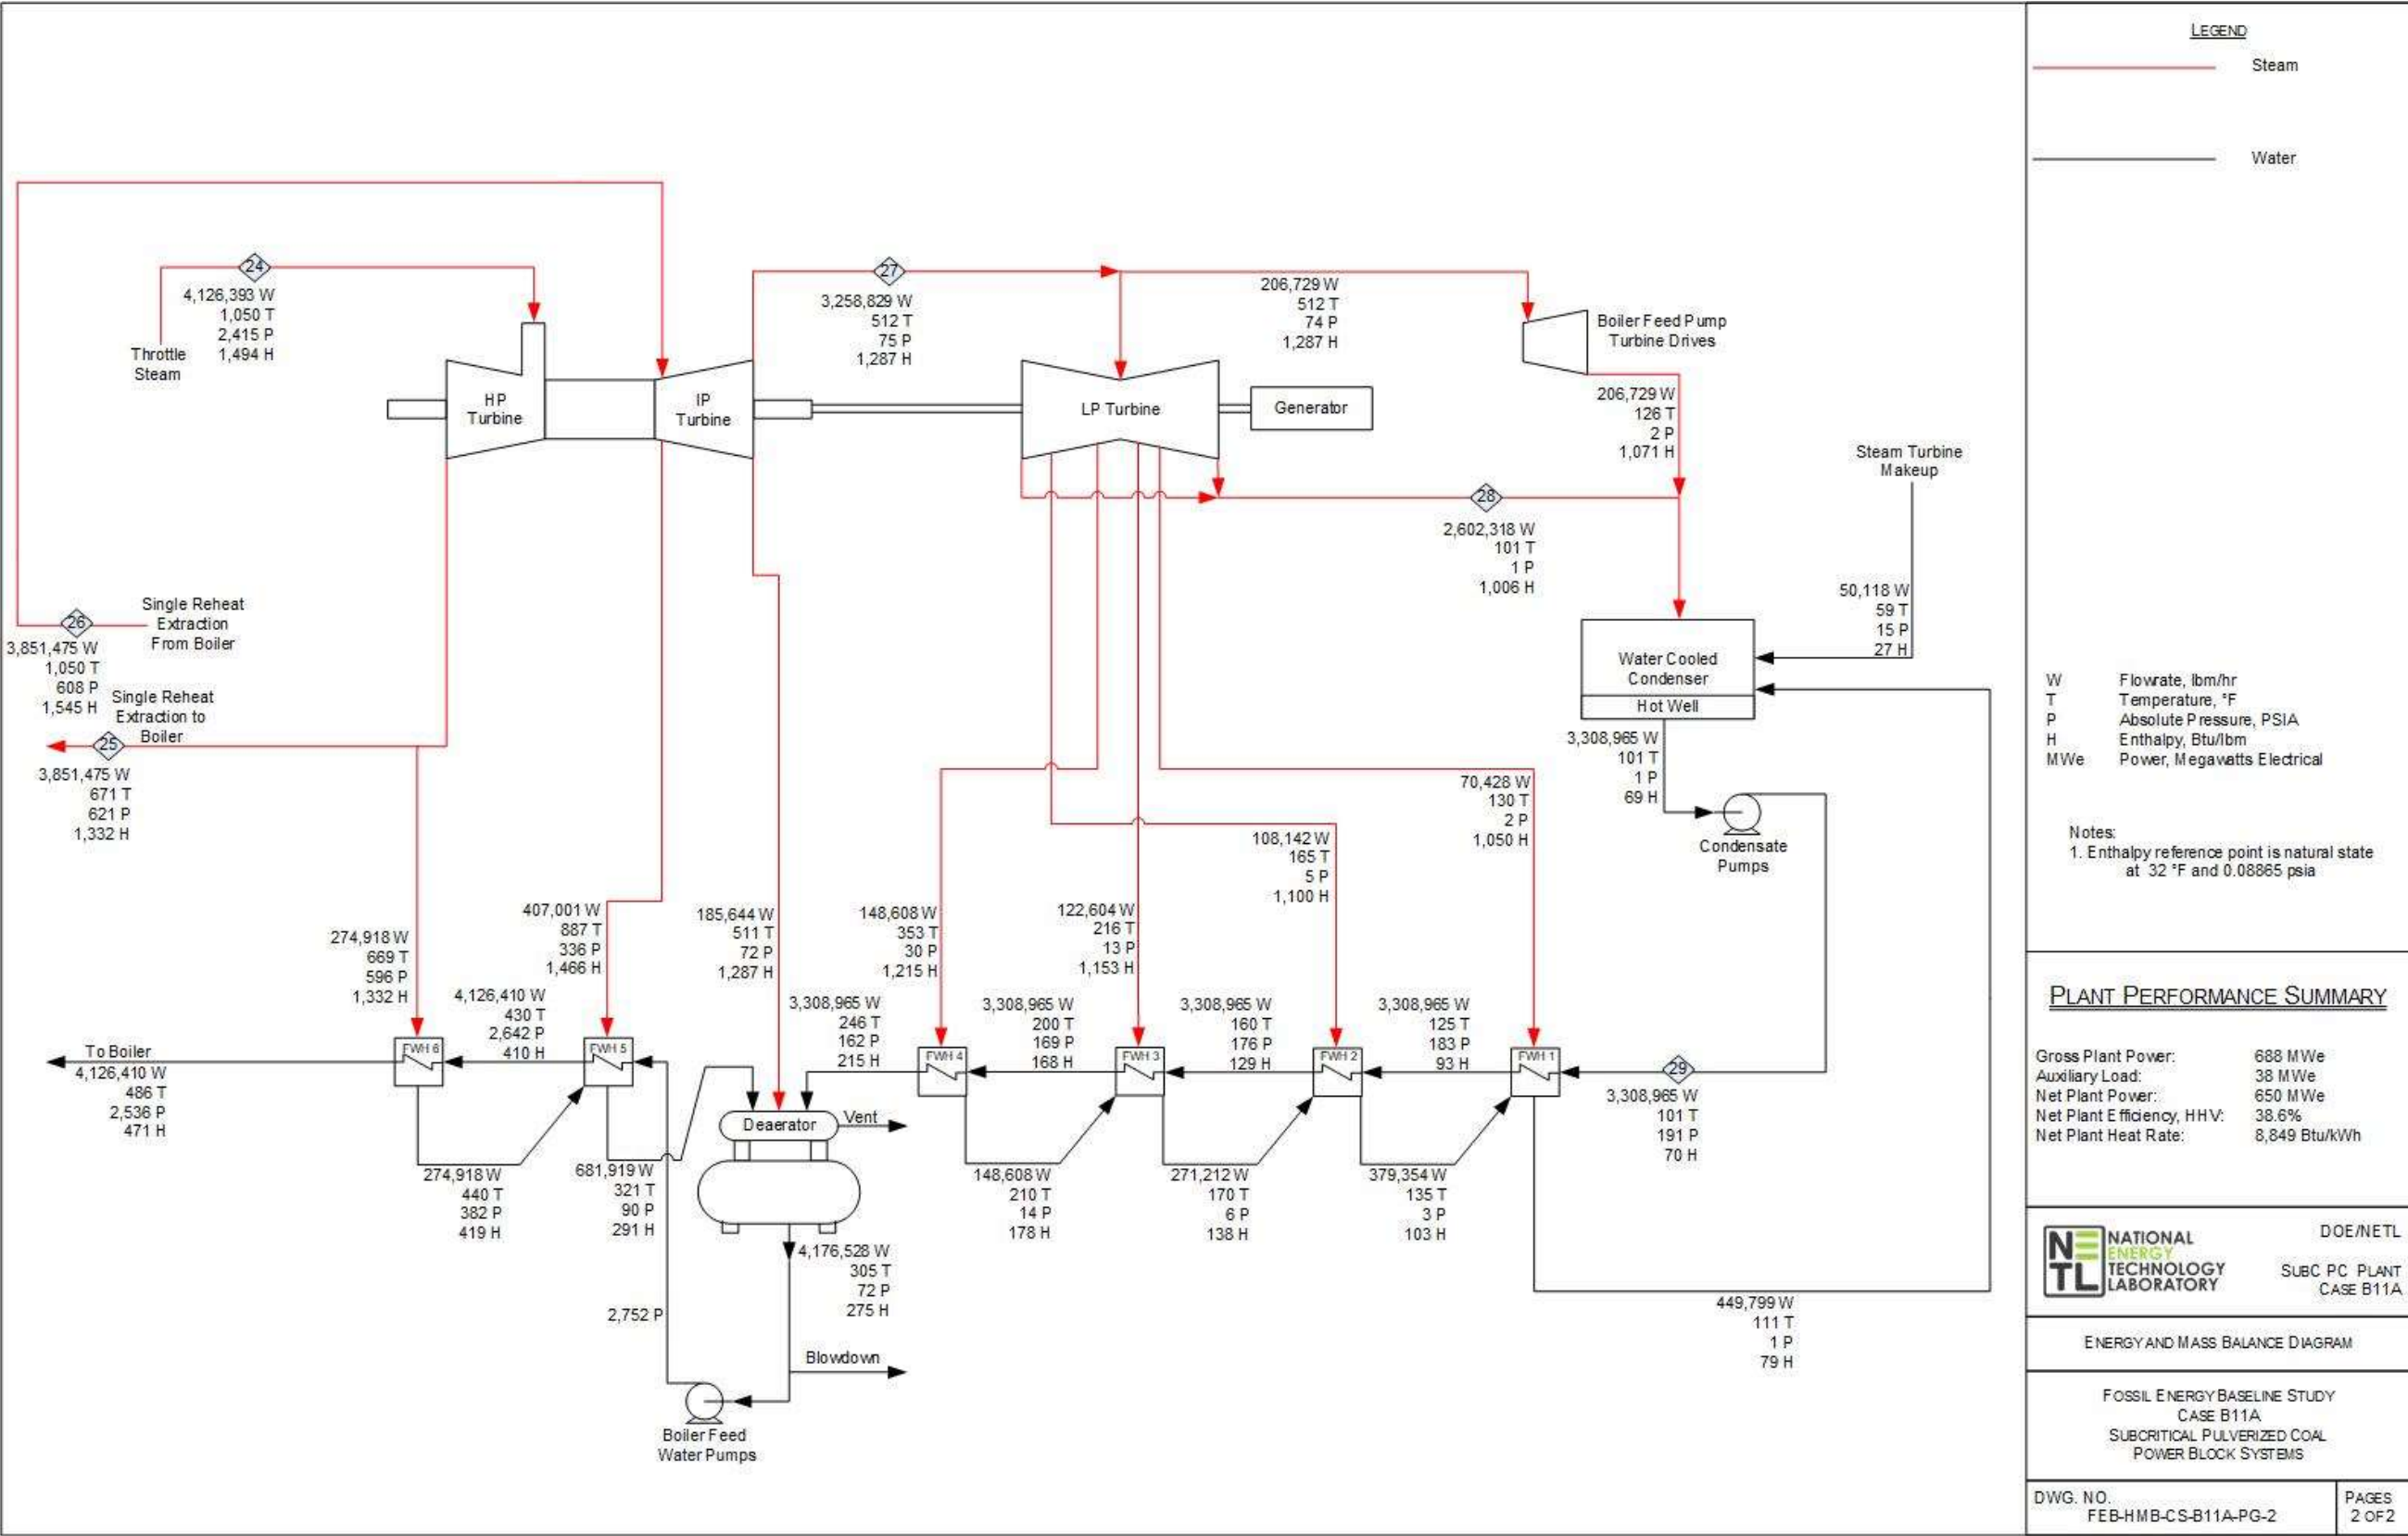 24
4,126,393 W
1,050 T
2,415 P
1,494 H
Throttle
Steam
HP
Turbine
IP
Turbine
27
3,258,829 W
512 T
75 P
1,287 H
206,729 W
512 T
74 P
1,287 H
Boiler Feed Pump
Turbine Drives
LP Turbine
Generator
206,729 W
126 T
2 P
1,071 H
Steam Turbine
Makeup
28
2,602,318 W
101 T
1 P
1,006 H
50,118 W
59 T
15 P
27 H
26
Single Reheat
Extraction
From Boiler
3,851,475 W
1,050 T
608 P
1,545 H
Single Reheat
Extraction to
Boiler
25
3,851,475 W
671 T
621 P
1,332 H
Water Cooled
Condenser
Hot Well
3,308,965 W
101 T
1 P
69 H
Condensate
Pumps
274,918 W
669 T
596 P
1,332 H
407,001 W
887 T
336 P
1,466 H
185,644 W
511 T
72 P
1,287 H
148,608 W
353 T
30 P
1,215 H
122,604 W
216 T
13 P
1,153 H
108,142 W
165 T
5 P
1,100 H
70,428 W
130 T
2 P
1,050 H
To Boiler
4,126,410 W
486 T
2,536 P
471 H
FWH 6
4,126,410 W
430 T
2,642 P
410 H
FWH 5
3,308,965 W
246 T
162 P
215 H
FWH 4
3,308,965 W
200 T
169 P
168 H
FWH 3
3,308,965 W
160 T
176 P
129 H
FWH 2
3,308,965 W
125 T
183 P
93 H
FWH 1
29
3,308,965 W
101 T
191 P
70 H
Deaerator
Vent
274,918 W
440 T
382 P
419 H
681,919 W
321 T
90 P
291 H
148,608 W
210 T
14 P
178 H
271,212 W
170 T
6 P
138 H
379,354 W
135 T
3 P
103 H
4,176,528 W
305 T
72 P
275 H
2,752 P
449,799 W
111 T
1 P
79 H
Blowdown
Boiler Feed
Water Pumps
LEGEND
Steam
Water
W Flowrate, lbm/hr
T Temperature, °F
P Absolute Pressure, PSIA
H Enthalpy, Btu/lbm
MWe Power, Megawatts Electrical
Notes:
1. Enthalpy reference point is natural state
at 32 °F and 0.08865 psia
PLANT PERFORMANCE SUMMARY
Gross Plant Power: 688 MWe
Auxiliary Load: 38 MWe
Net Plant Power: 650 MWe
Net Plant Efficiency, HHV: 38.6%
Net Plant Heat Rate: 8,849 Btu/kWh
NETL
NATIONAL
ENERGY
TECHNOLOGY
LABORATORY
DOE/NETL
SUBC PC PLANT
CASE B11A
ENERGY AND MASS BALANCE DIAGRAM
FOSSIL ENERGY BASELINE STUDY
CASE B11A
SUBCRITICAL PULVERIZED COAL
POWER BLOCK SYSTEMS
DWG. NO.
FEB-HMB-CS-B11A-PG-2
PAGES
2 OF 2